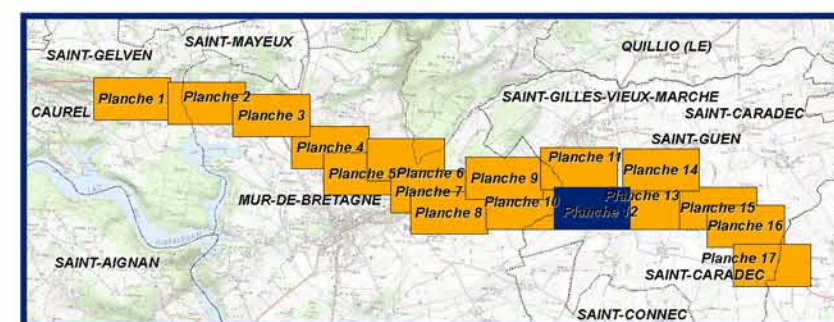 SAINT-GELVEN
SAINT-MAYEUX
QUILLIO (LE)
CAUREL
Planche 1
Planche 2
Planche 3
SAINT-GILLES-VIEUX-MARCHE
SAINT-CARADEC
SAINT-GUEN
Planche 4
Planche 5
Planche 6
Planche 7
Planche 8
Planche 9
Planche 10
Planche 11
Planche 12
Planche 13
Planche 14
Planche 15
Planche 16
Planche 17
MUR-DE-BRETAGNE
SAINT-AIGNAN
SAINT-CARADEC
SAINT-CONNEC